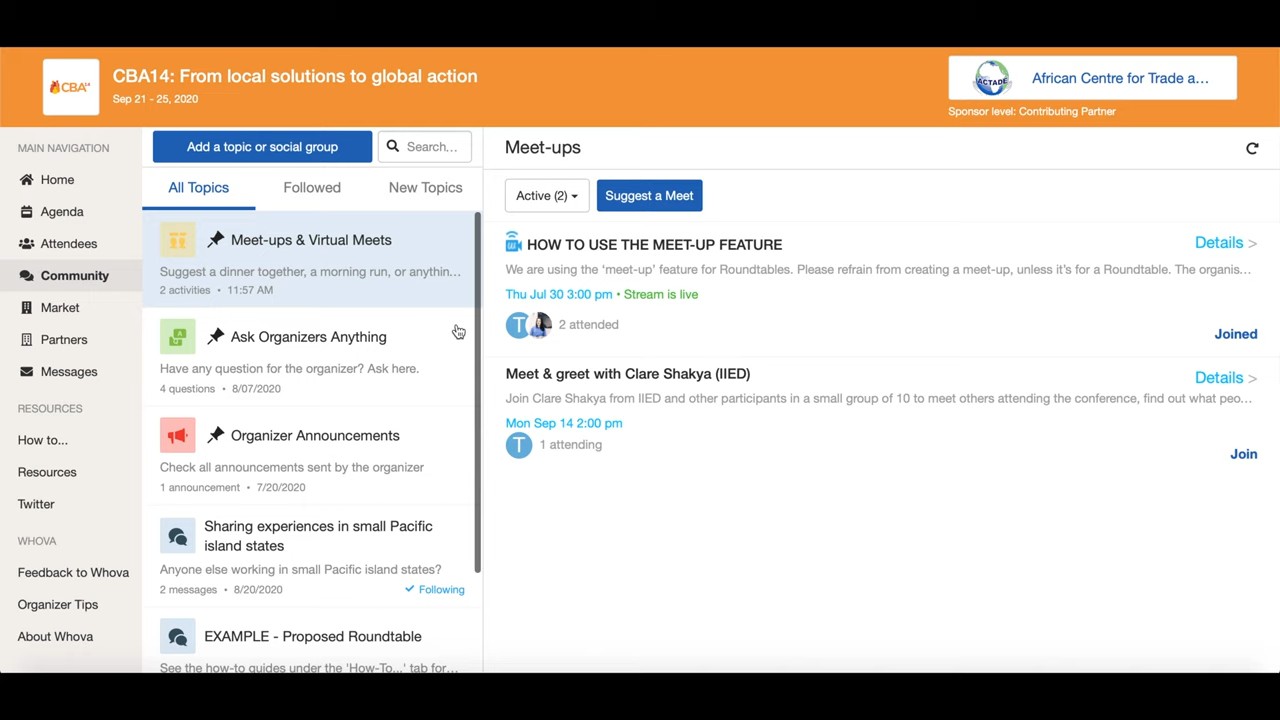 CBA14
CBA14: From local solutions to global action
Sep 21 - 25, 2020
ACTADE
African Centre for Trade a...
Sponsor level: Contributing Partner
MAIN NAVIGATION
Home
Agenda
Attendees
Community
Market
Partners
Messages
RESOURCES
How to...
Resources
Twitter
WHOVA
Feedback to Whova
Organizer Tips
About Whova
Add a topic or social group
Search...
All Topics
Followed
New Topics
Meet-ups & Virtual Meets
Suggest a dinner together, a morning run, or anythin...
2 activities • 11:57 AM
Ask Organizers Anything
Have any question for the organizer? Ask here.
4 questions • 8/07/2020
Organizer Announcements
Check all announcements sent by the organizer
1 announcement • 7/20/2020
Sharing experiences in small Pacific
island states
Anyone else working in small Pacific island states?
2 messages • 8/20/2020
Following
EXAMPLE - Proposed Roundtable
See the how-to guides under the 'How-To...' tab for...
Meet-ups
Active (2)
Suggest a Meet
HOW TO USE THE MEET-UP FEATURE
Details >
We are using the 'meet-up' feature for Roundtables. Please refrain from creating a meet-up, unless it's for a Roundtable. The organis...
Thu Jul 30 3:00 pm • Stream is live
T
2 attended
Joined
Meet & greet with Clare Shakya (IIED)
Details >
Join Clare Shakya from IIED and other participants in a small group of 10 to meet others attending the conference, find out what peo...
Mon Sep 14 2:00 pm
T
1 attending
Join